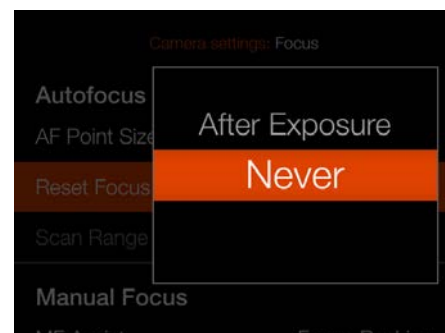 Camera settings: Focus
Autofocus
AF Point Size
After Exposure
Reset Focus
Never
Scan Range
Manual Focus